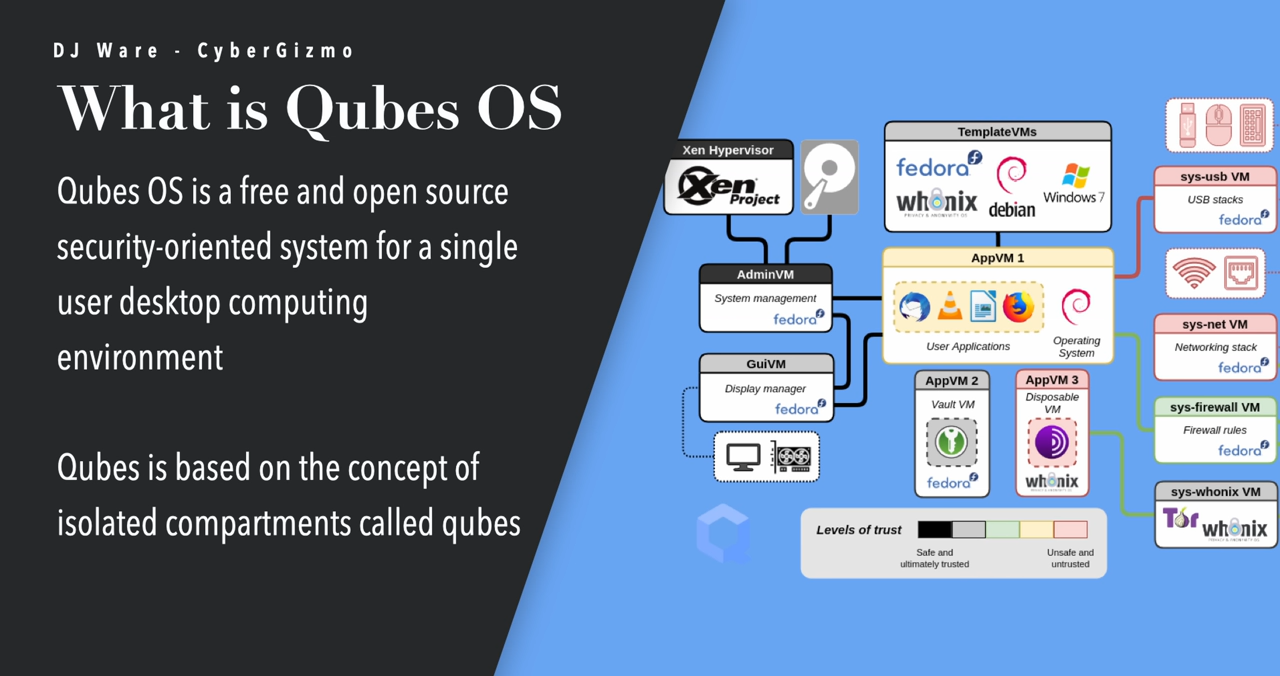 DJ Ware - CyberGizmo
What is Qubes OS
Qubes OS is a free and open source
security-oriented system for a single
user desktop computing
environment
Qubes is based on the concept of
isolated compartments called qubes
Xen Hypervisor
Xen
Project
TemplateVMs
fedora
whonix
PRIVACY & ANONYMITY OS
debian
Windows 7
AdminVM
System management
fedora
GuiVM
Display manager
fedora
AppVM 1
User Applications
Operating
System
AppVM 2
Vault VM
fedora
AppVM 3
Disposable
VM
whonix
sys-usb VM
USB stacks
fedora
sys-net VM
Networking stack
fedora
sys-firewall VM
Firewall rules
fedora
sys-whonix VM
Tor
whonix
Levels of trust
Safe and
ultimately trusted
Unsafe and
untrusted